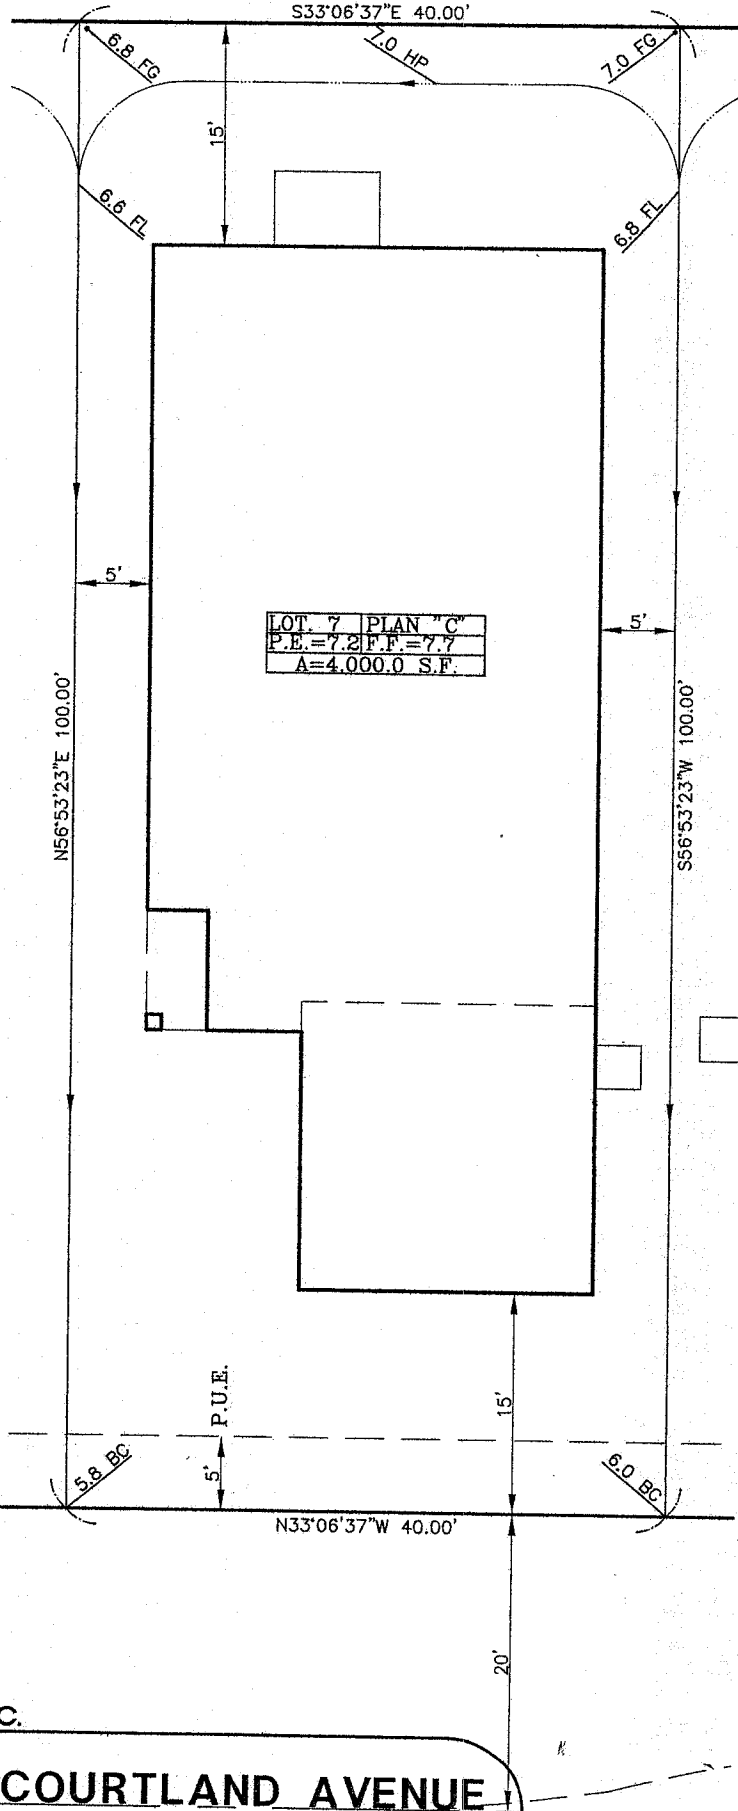 S33°06'37"E 40.00'
6.8 FG
7.0 HP
7.0 FG
15'
6.6 FL
6.8 FL
5'
5'
LOT. 7 PLAN "C"
P.E.=7.2 F.F.=7.7
A=4,000.0 S.F.
N56°53'23"E 100.00'
S56°53'23"W 100.00'
P.U.E.
15'
5'
5.8 BC
6.0 BC
N33°06'37"W 40.00'
20'
C.
COURTLAND AVENUE